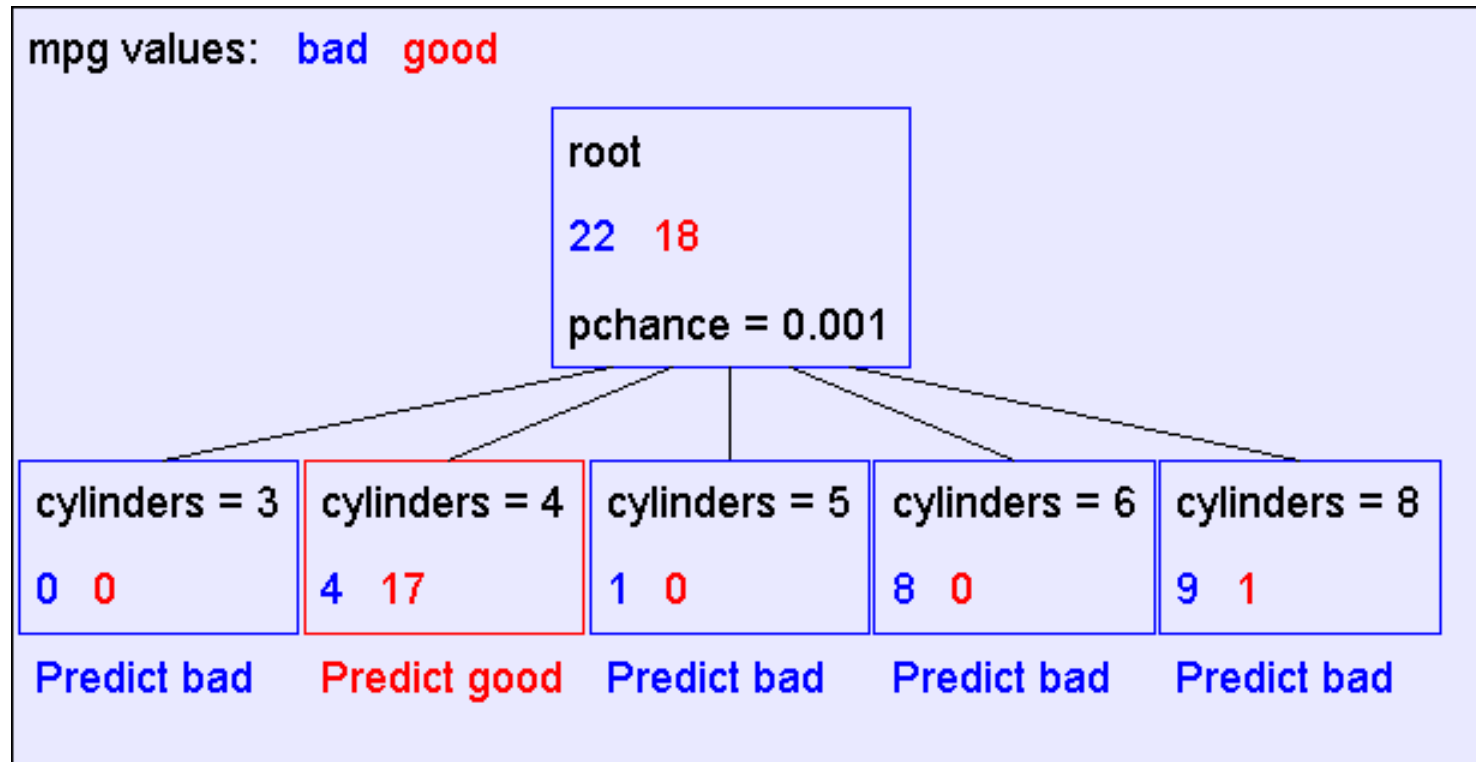 mpg values: bad good
root
22 18
pchance = 0.001
cylinders = 3 cylinders = 4 cylinders = 5 cylinders = 6 cylinders = 8
0 0 4 17 1 0 8 0 9 1
Predict bad Predict good Predict bad Predict bad Predict bad